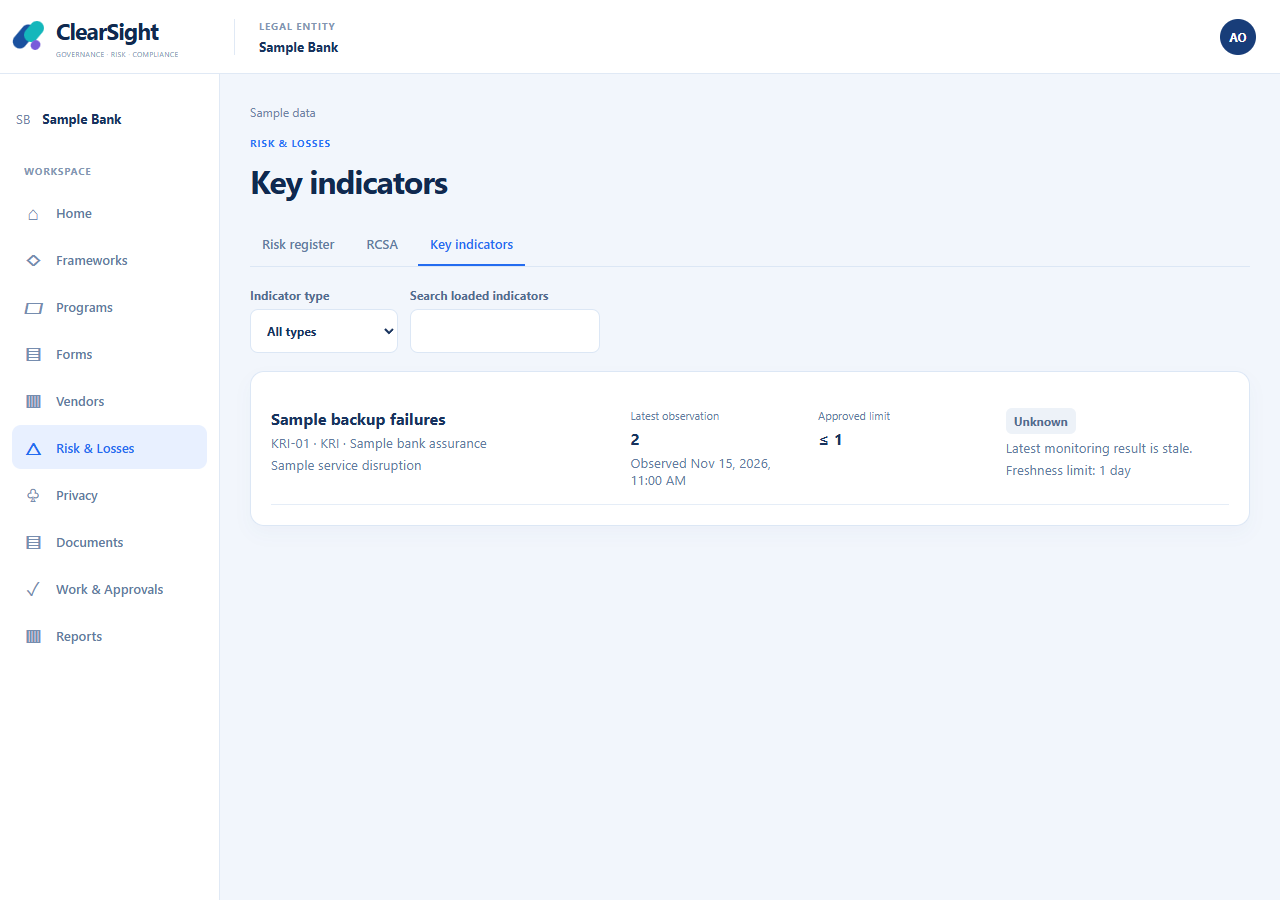 ClearSight
GOVERNANCE · RISK · COMPLIANCE
LEGAL ENTITY
Sample Bank
AO
SB Sample Bank
WORKSPACE
Home
Frameworks
Programs
Forms
Vendors
Risk & Losses
Privacy
Documents
Work & Approvals
Reports
Sample data
RISK & LOSSES
Key indicators
Risk register
RCSA
Key indicators
Indicator type
All types
Search loaded indicators
Sample backup failures
KRI-01 · KRI · Sample bank assurance
Sample service disruption
Latest observation
2
Observed Nov 15, 2026,
11:00 AM
Approved limit
≤ 1
Unknown
Latest monitoring result is stale.
Freshness limit: 1 day